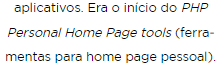 aplicativos. Era o início do PHP
Personal Home Page tools (ferra-
mentas para home page pessoal).